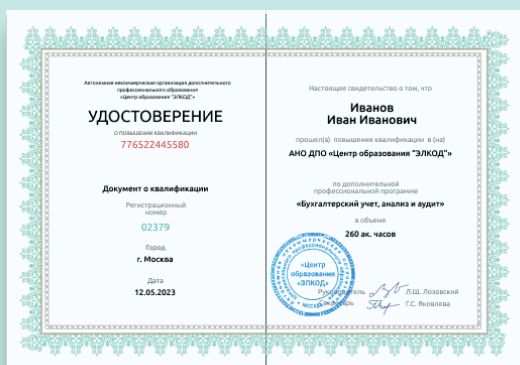 Автономная некоммерческая организация дополнительного
профессионального образования
«Центр образования "ЭЛКОД"»
УДОСТОВЕРЕНИЕ
О ПОВЫШЕНИИ КВАЛИФИКАЦИИ
776522445580
Документ о квалификации
Регистрационный
номер
02379
Город
г. Москва
Дата
12.05.2023
Настоящее свидетельство о том, что
Иванов
Иван Иванович
прошел(а) повышения квалификации в (на)
АНО ДПО «Центр образования "ЭЛКОД"»
по дополнительной
профессиональной программе
«Бухгалтерский учет, анализ и аудит»
в объеме
260 ак. часов
«Центр
образования
«ЭЛКОД»
МОСКВА
Руководитель Л.Ш. Лозовский
Г.С. Яковлева